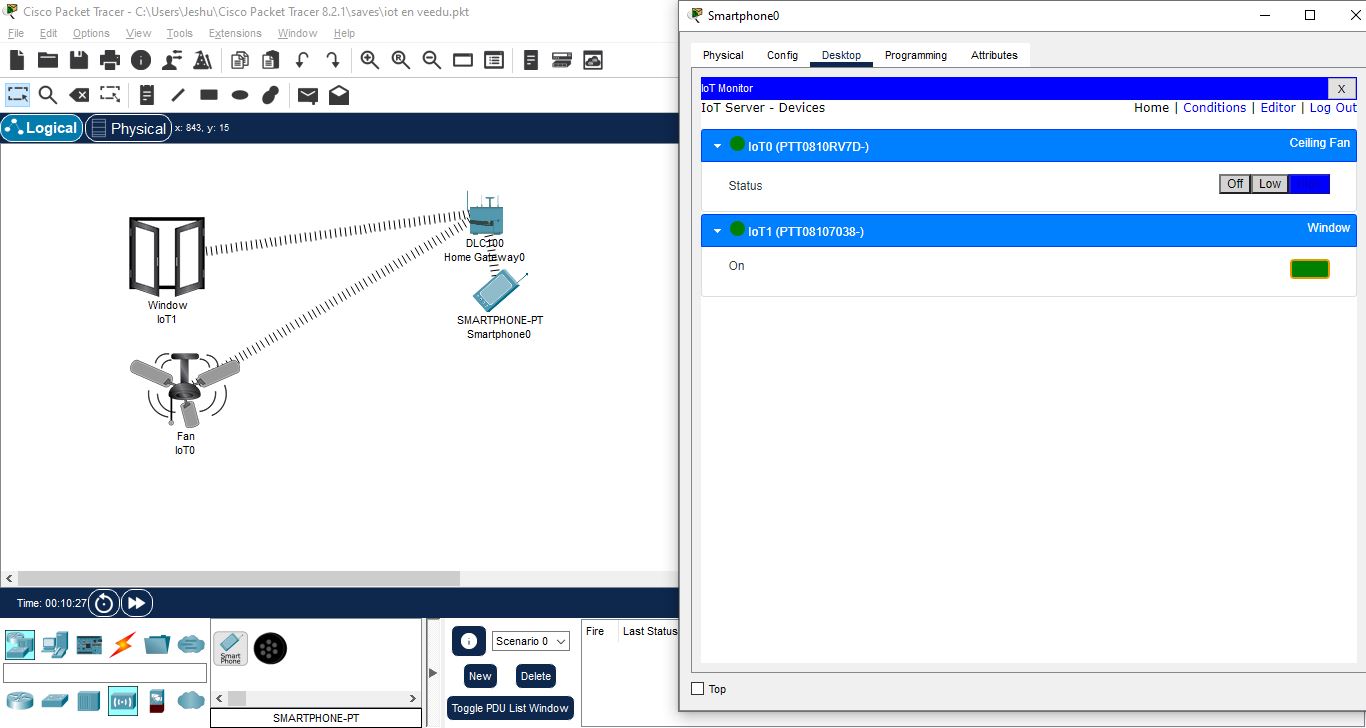 Cisco Packet Tracer - C:\Users\Jeshu\Cisco Packet Tracer 8.2.1\saves\iot en veedu.pkt
File Edit Options View Tools Extensions Window Help
Logical Physical x: 843, y: 15
DLC100
Home Gateway0
Window
IoT1
SMARTPHONE-PT
Smartphone0
Fan
IoT0
Time: 00:10:27
Smart
Phone
SMARTPHONE-PT
Scenario 0
New Delete
Toggle PDU List Window
Fire Last Status
Smartphone0
Physical Config Desktop Programming Attributes
IoT Monitor X
IoT Server - Devices Home | Conditions | Editor | Log Out
IoT0 (PTT0810RV7D-) Ceiling Fan
Status Off Low
IoT1 (PTT08107038-) Window
On
Top